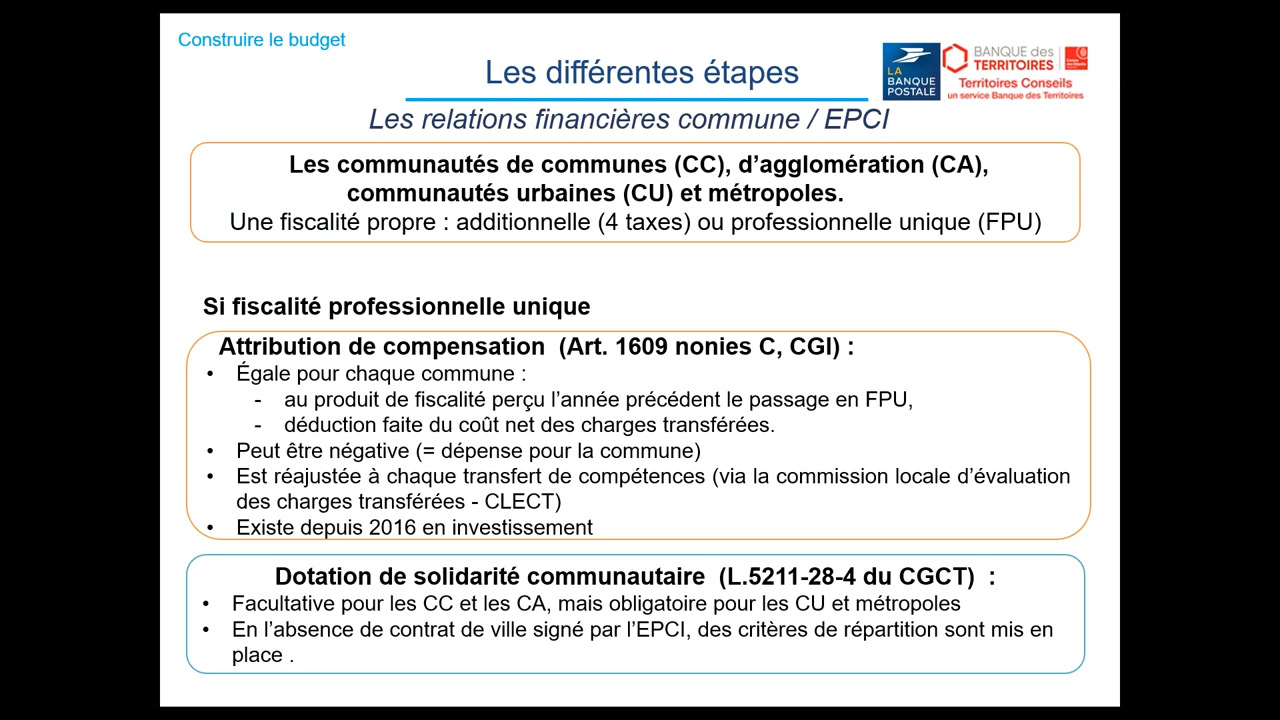 Construire le budget
Les différentes étapes
LA
BANQUE
POSTALE
BANQUE des
TERRITOIRES
Territoires Conseils
un service Banque des Territoires
Les relations financières commune / EPCI
Les communautés de communes (CC), d’agglomération (CA),
communautés urbaines (CU) et métropoles.
Une fiscalité propre : additionnelle (4 taxes) ou professionnelle unique (FPU)
Si fiscalité professionnelle unique
Attribution de compensation (Art. 1609 nonies C, CGI) :
• Égale pour chaque commune :
- au produit de fiscalité perçu l’année précédent le passage en FPU,
- déduction faite du coût net des charges transférées.
• Peut être négative (= dépense pour la commune)
• Est réajustée à chaque transfert de compétences (via la commission locale d’évaluation
des charges transférées - CLECT)
• Existe depuis 2016 en investissement
Dotation de solidarité communautaire (L.5211-28-4 du CGCT) :
• Facultative pour les CC et les CA, mais obligatoire pour les CU et métropoles
• En l’absence de contrat de ville signé par l’EPCI, des critères de répartition sont mis en
place .